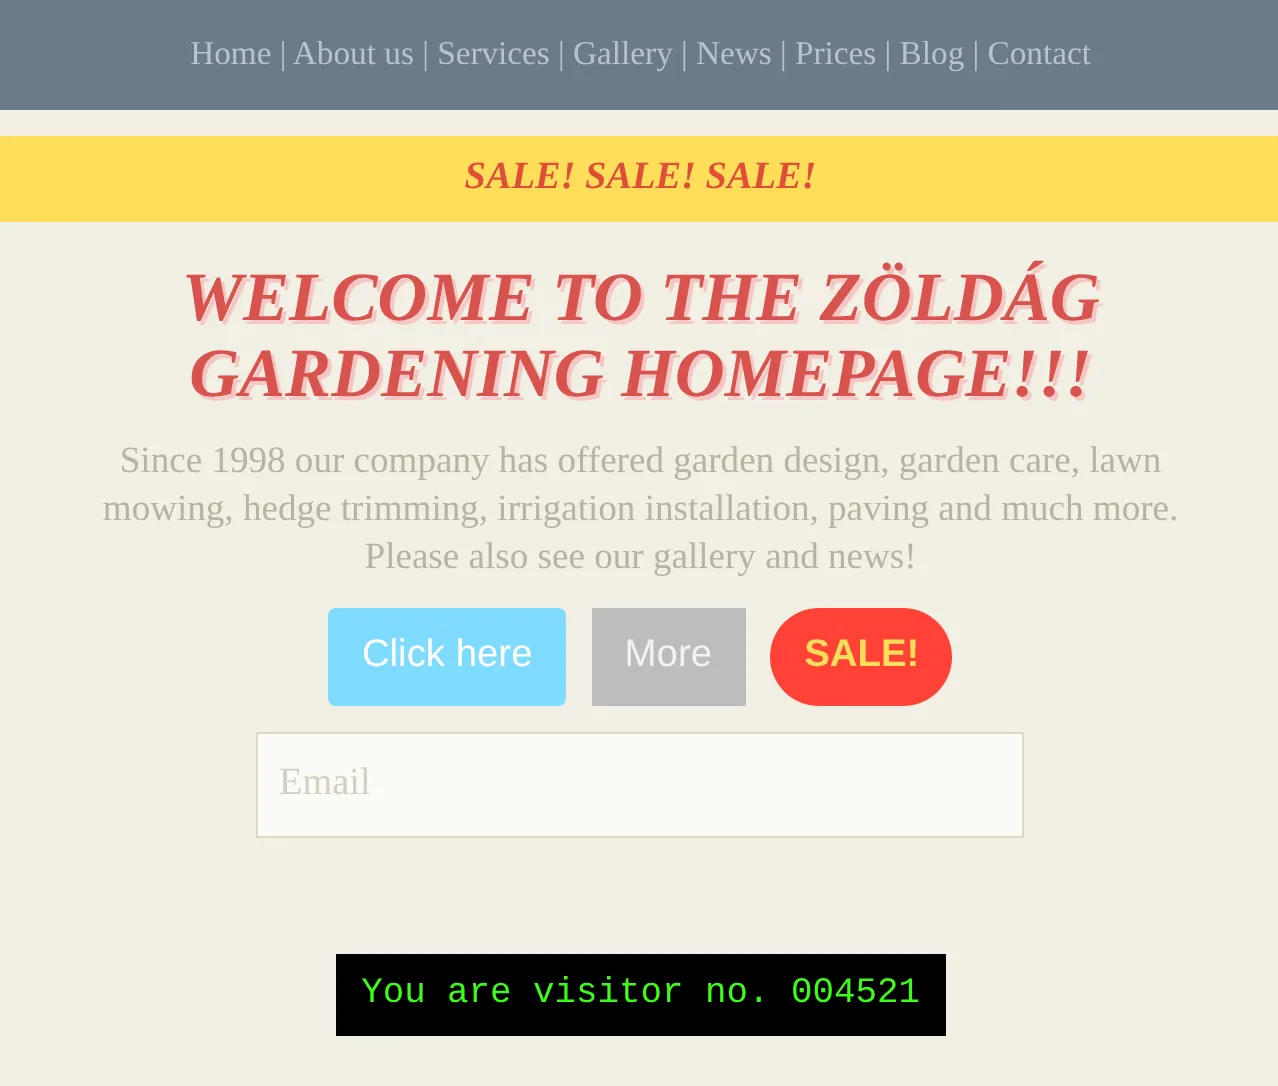 Home | About us | Services | Gallery | News | Prices | Blog | Contact
SALE! SALE! SALE!
WELCOME TO THE ZÖLDÁG
GARDENING HOMEPAGE!!!
Since 1998 our company has offered garden design, garden care, lawn
mowing, hedge trimming, irrigation installation, paving and much more.
Please also see our gallery and news!
Click here More SALE!
Email
You are visitor no. 004521